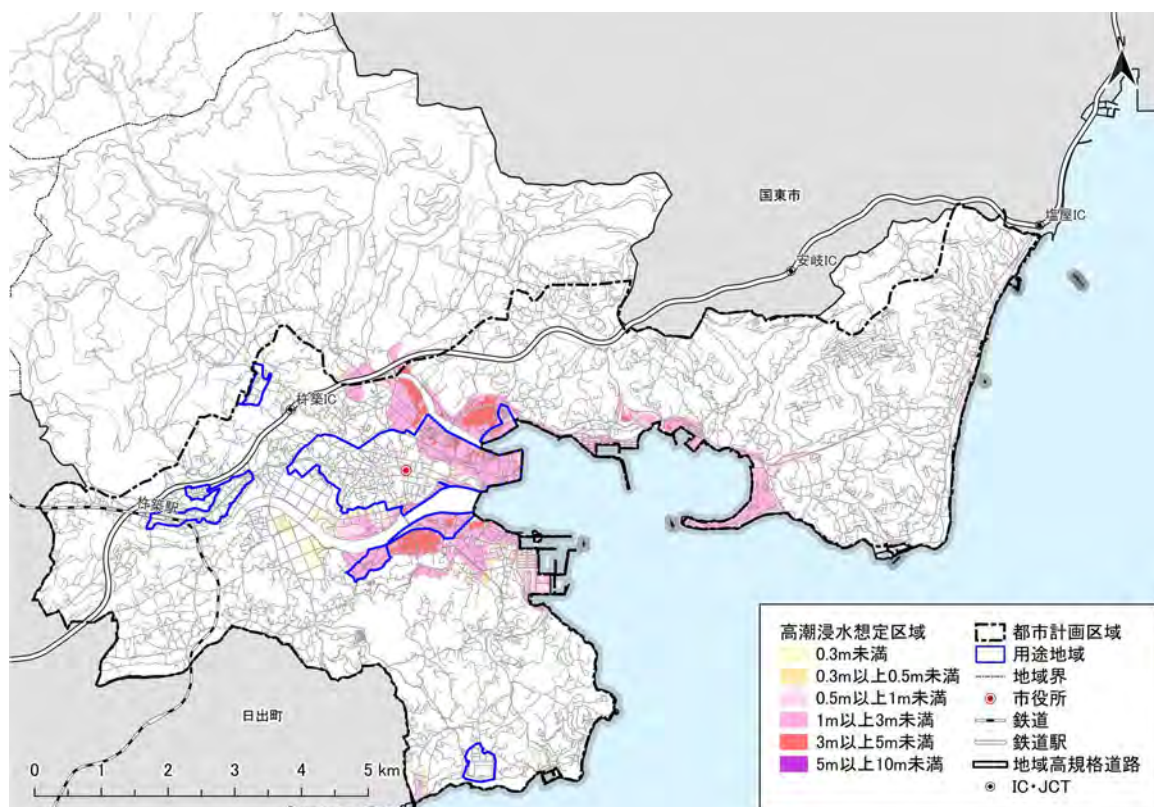 N
国東市
塩屋IC
安岐IC
杵築IC
杵築駅
日出町
0 1 2 3 4 5 km
高潮浸水想定区域
0.3m未満
0.3m以上0.5m未満
0.5m以上1m未満
1m以上3m未満
3m以上5m未満
5m以上10m未満
都市計画区域
用途地域
地域界
市役所
鉄道
鉄道駅
地域高規格道路
IC・JCT